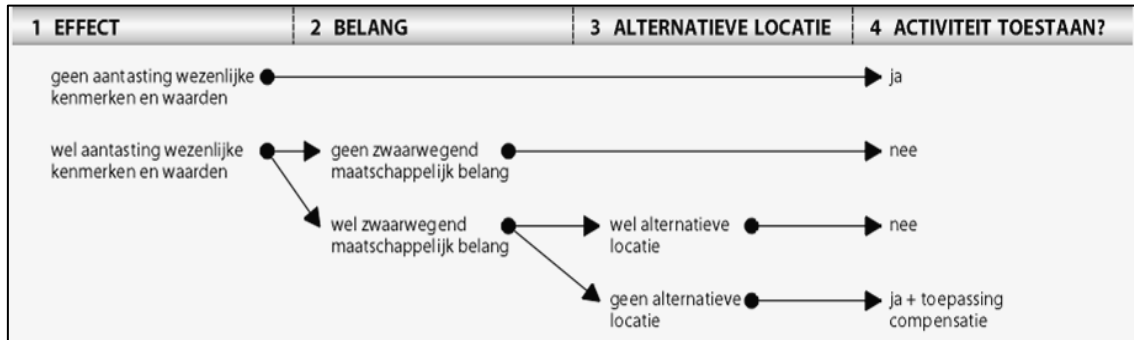 1 EFFECT
2 BELANG
3 ALTERNATIEVE LOCATIE
4 ACTIVITEIT TOESTAAN?
geen aantasting wezenlijke
kenmerken en waarden
ja
wel aantasting wezenlijke
kenmerken en waarden
geen zwaarwegend
maatschappelijk belang
nee
wel zwaarwegend
maatschappelijk belang
wel alternatieve
locatie
nee
geen alternatieve
locatie
ja + toepassing
compensatie